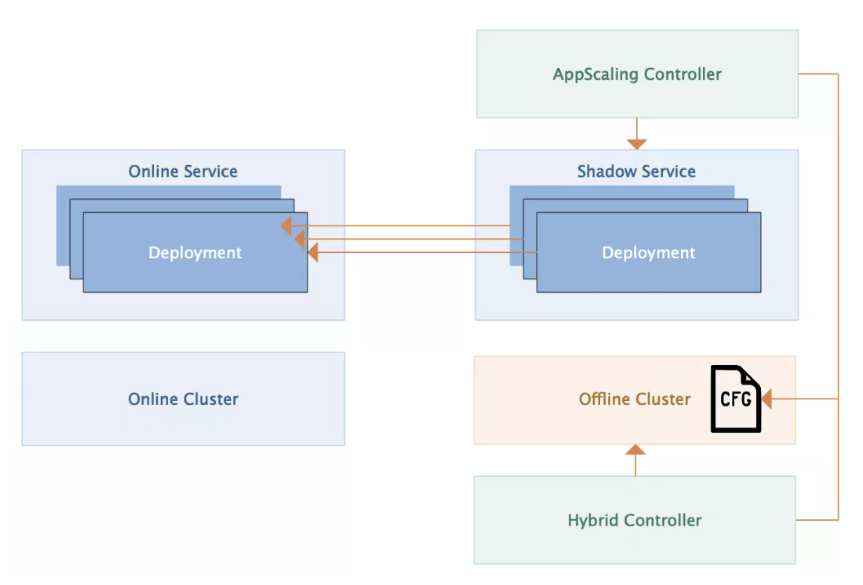 AppScaling Controller
Online Service
Shadow Service
Deployment
Deployment
Online Cluster
Offline Cluster
CFG
Hybrid Controller